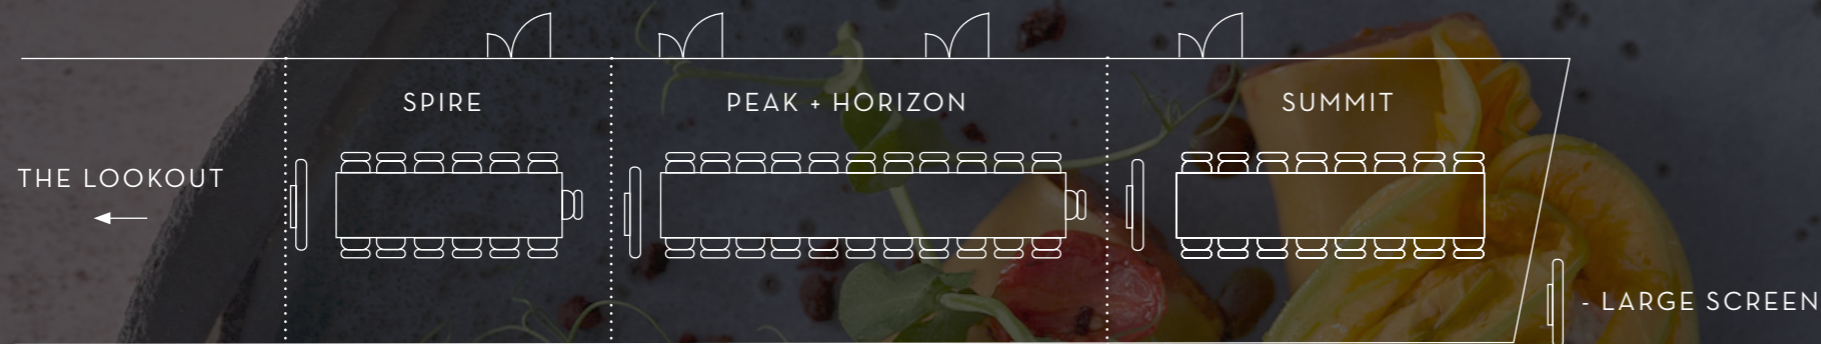 SPIRE
PEAK + HORIZON
SUMMIT
THE LOOKOUT
- LARGE SCREEN